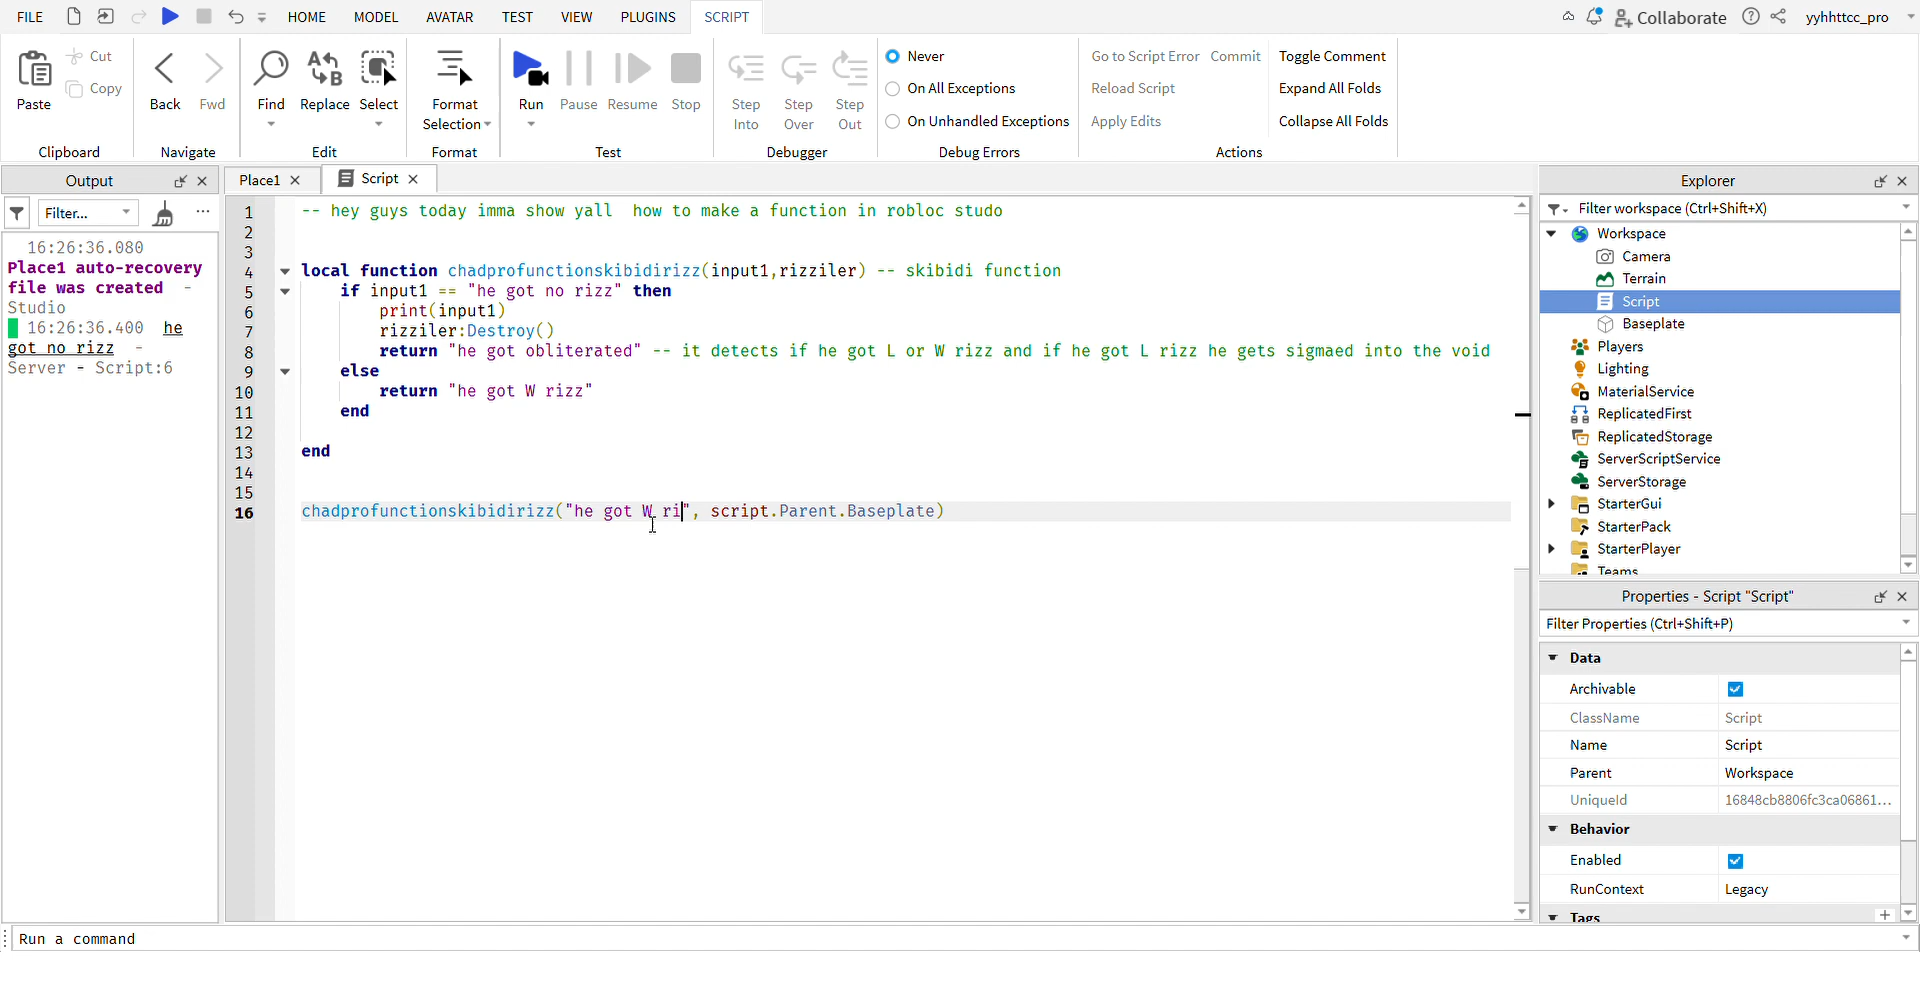 FILE HOME MODEL AVATAR TEST VIEW PLUGINS SCRIPT Collaborate yyhhttcc_pro
Paste Cut Copy
Clipboard
Back Fwd
Navigate
Find Replace Select
Edit
Format Selection
Format
Run Pause Resume Stop
Test
Step Into Step Over Step Out
Debugger
Never
On All Exceptions
On Unhandled Exceptions
Debug Errors
Go to Script Error Commit Toggle Comment
Reload Script Expand All Folds
Apply Edits Collapse All Folds
Actions
Output
Filter...
16:26:36.080
Place1 auto-recovery
file was created -
Studio
16:26:36.400 he
got no rizz -
Server - Script:6
Place1 Script
1 -- hey guys today imma show yall  how to make a function in robloc studo
2
3
4 local function chadprofunctionskibidirizz(input1,rizziler) -- skibidi function
5 if input1 == "he got no rizz" then
6 print(input1)
7 rizziler:Destroy()
8 return "he got obliterated" -- it detects if he got L or W rizz and if he got L rizz he gets sigmaed into the void
9 else
10 return "he got W rizz"
11 end
12
13 end
14
15
16 chadprofunctionskibidirizz("he got W ri", script.Parent.Baseplate)
Explorer
Filter workspace (Ctrl+Shift+X)
Workspace
Camera
Terrain
Script
Baseplate
Players
Lighting
MaterialService
ReplicatedFirst
ReplicatedStorage
ServerScriptService
ServerStorage
StarterGui
StarterPack
StarterPlayer
Teams
Properties - Script "Script"
Filter Properties (Ctrl+Shift+P)
Data
Archivable
ClassName Script
Name Script
Parent Workspace
UniqueId 16848cb8806fc3ca06861...
Behavior
Enabled
RunContext Legacy
Tags
Run a command